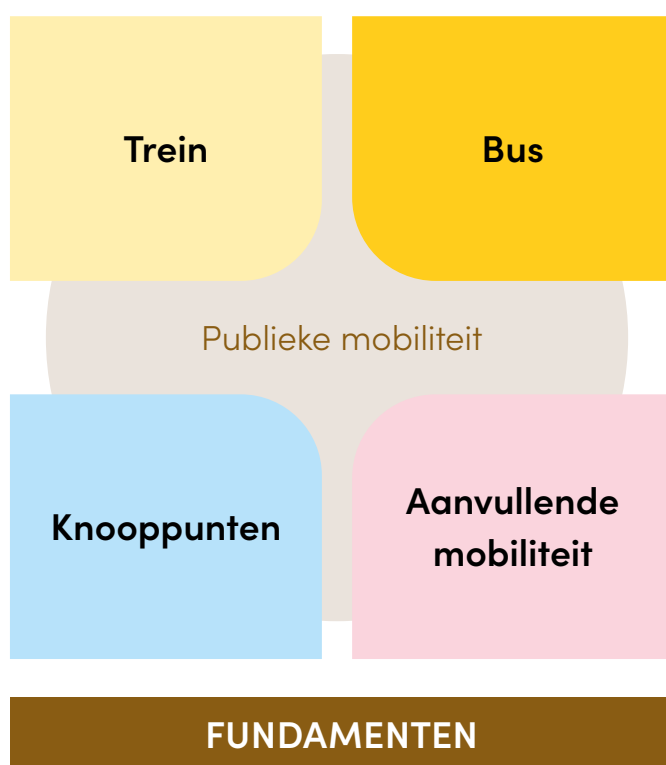 Trein
Bus
Publieke mobiliteit
Knooppunten
Aanvullende
mobiliteit
FUNDAMENTEN